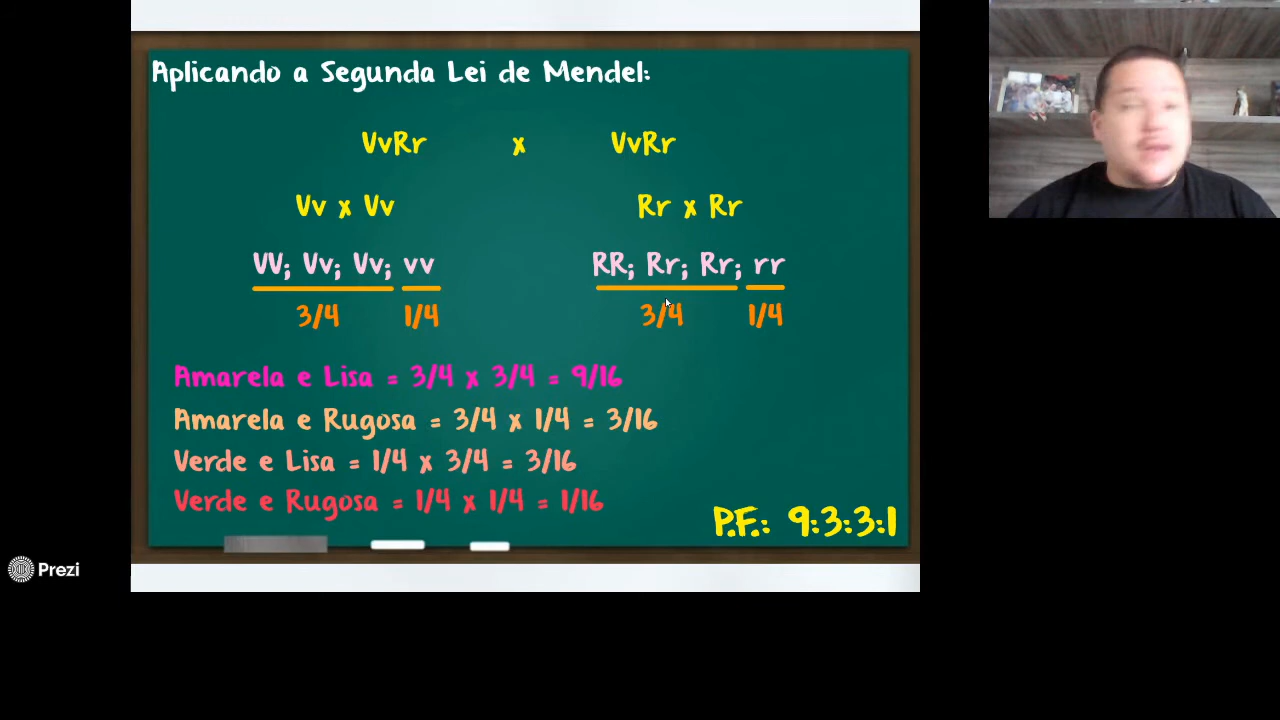 Aplicando a Segunda Lei de Mendel:
VvRr x VvRr
Vv x Vv Rr x Rr
VV; Vv; Vv; vv RR; Rr; Rr; rr
3/4 1/4 3/4 1/4
Amarela e Lisa = 3/4 x 3/4 = 9/16
Amarela e Rugosa = 3/4 x 1/4 = 3/16
Verde e Lisa = 1/4 x 3/4 = 3/16
Verde e Rugosa = 1/4 x 1/4 = 1/16
P.F.: 9:3:3:1
Prezi